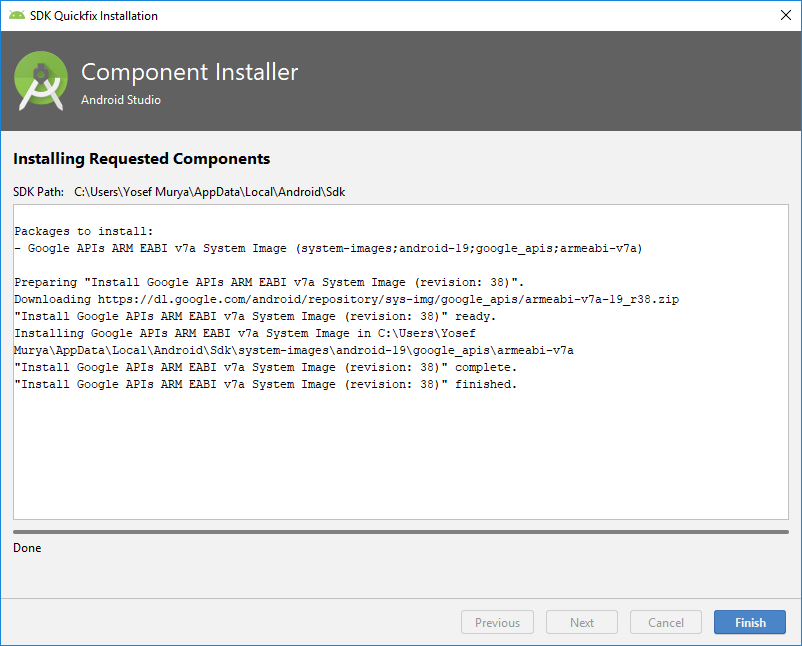 SDK Quickfix Installation
Component Installer
Android Studio
Installing Requested Components
SDK Path: C:\Users\Yosef Murya\AppData\Local\Android\Sdk
Packages to install:
- Google APIs ARM EABI v7a System Image (system-images;android-19;google_apis;armeabi-v7a)
Preparing "Install Google APIs ARM EABI v7a System Image (revision: 38)".
Downloading https://dl.google.com/android/repository/sys-img/google_apis/armeabi-v7a-19_r38.zip
"Install Google APIs ARM EABI v7a System Image (revision: 38)" ready.
Installing Google APIs ARM EABI v7a System Image in C:\Users\Yosef
Murya\AppData\Local\Android\Sdk\system-images\android-19\google_apis\armeabi-v7a
"Install Google APIs ARM EABI v7a System Image (revision: 38)" complete.
"Install Google APIs ARM EABI v7a System Image (revision: 38)" finished.
Done
Previous Next Cancel Finish